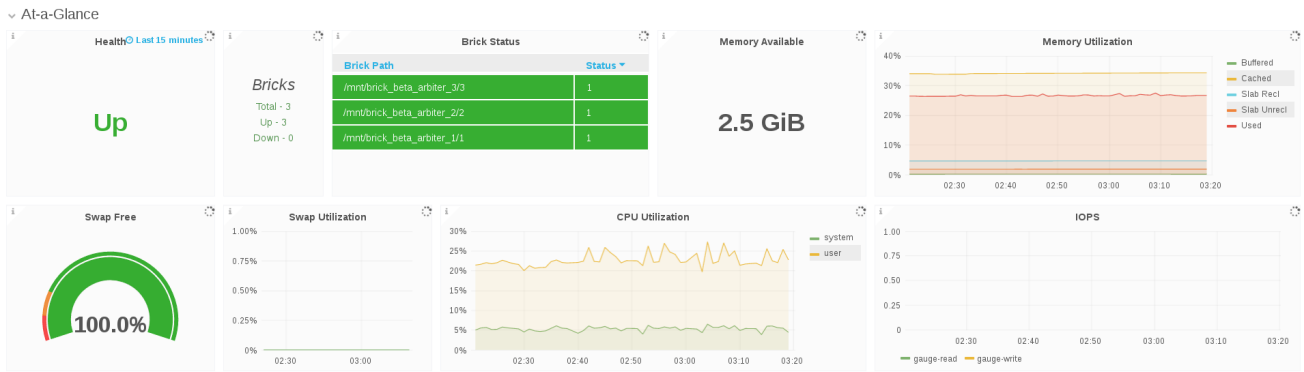 At-a-Glance
Health
Last 15 minutes
Up
Bricks
Total - 3
Up - 3
Down - 0
Brick Status
Brick Path Status
/mnt/brick_beta_arbiter_3/3 1
/mnt/brick_beta_arbiter_2/2 1
/mnt/brick_beta_arbiter_1/1 1
Memory Available
2.5 GiB
Memory Utilization
40%
30%
20%
10%
0%
02:30 02:40 02:50 03:00 03:10 03:20
Buffered
Cached
Slab Recl
Slab Unrecl
Used
Swap Free
100.0%
Swap Utilization
1.00%
0.75%
0.50%
0.25%
0%
02:30 03:00
CPU Utilization
30%
25%
20%
15%
10%
5%
0%
02:30 02:40 02:50 03:00 03:10 03:20
system
user
IOPS
1.00
0.75
0.50
0.25
0
02:30 02:40 02:50 03:00 03:10 03:20
gauge-read gauge-write